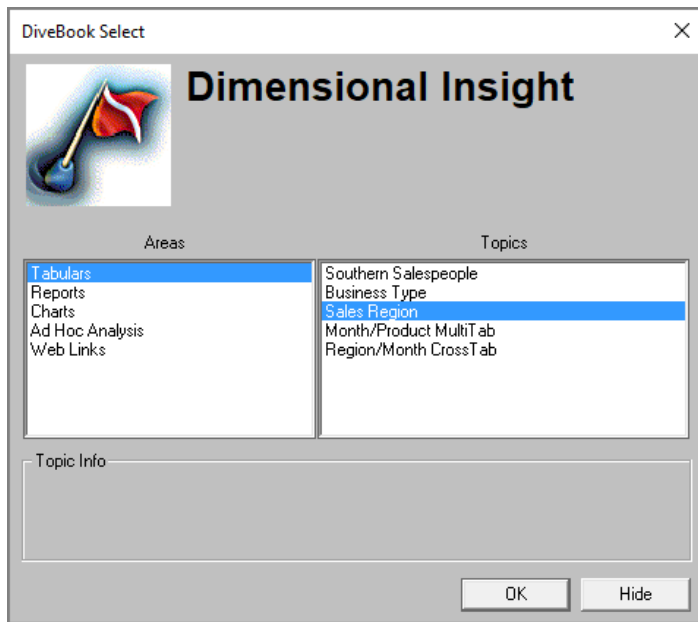 DiveBook Select
Dimensional Insight
Areas
Topics
Tabulars
Reports
Charts
Ad Hoc Analysis
Web Links
Southern Salespeople
Business Type
Sales Region
Month/Product MultiTab
Region/Month CrossTab
Topic Info
OK
Hide